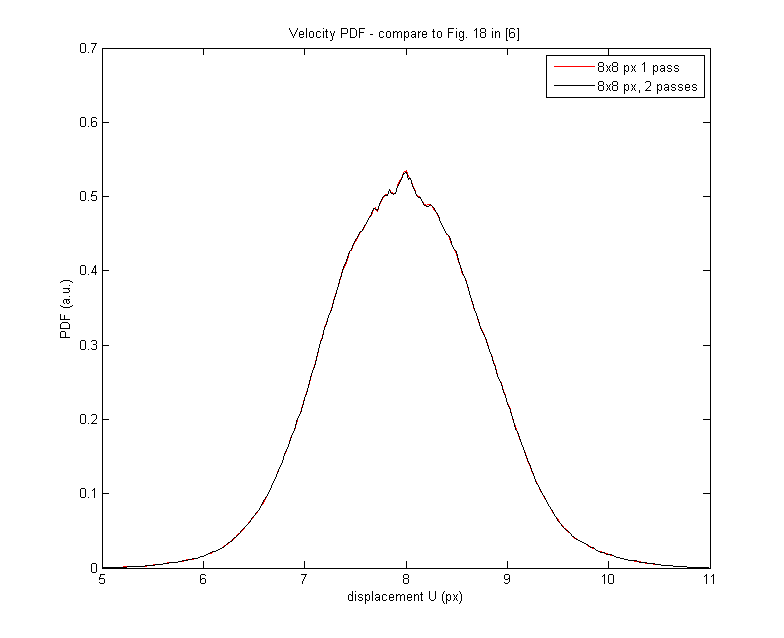 Velocity PDF - compare to Fig. 18 in [6]
0.7
8x8 px 1 pass
8x8 px, 2 passes
0.6
0.5
0.4
PDF (a.u.)
0.3
0.2
0.1
0
5 6 7 8 9 10 11
displacement U (px)